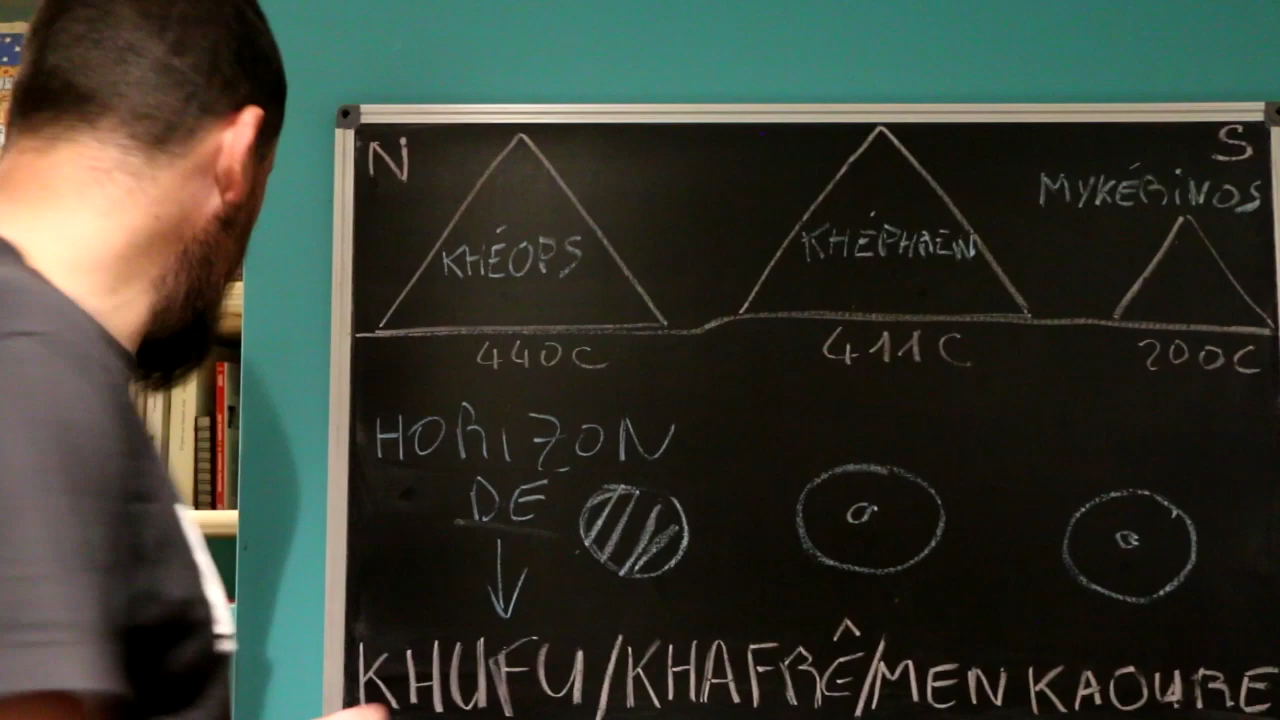 N S
MYKÉRINOS
KHÉOPS KHÉPHREN
440C 411C 200C
HORIZON
DE
KHUFU/KHAFRÊ/MENKAOURE